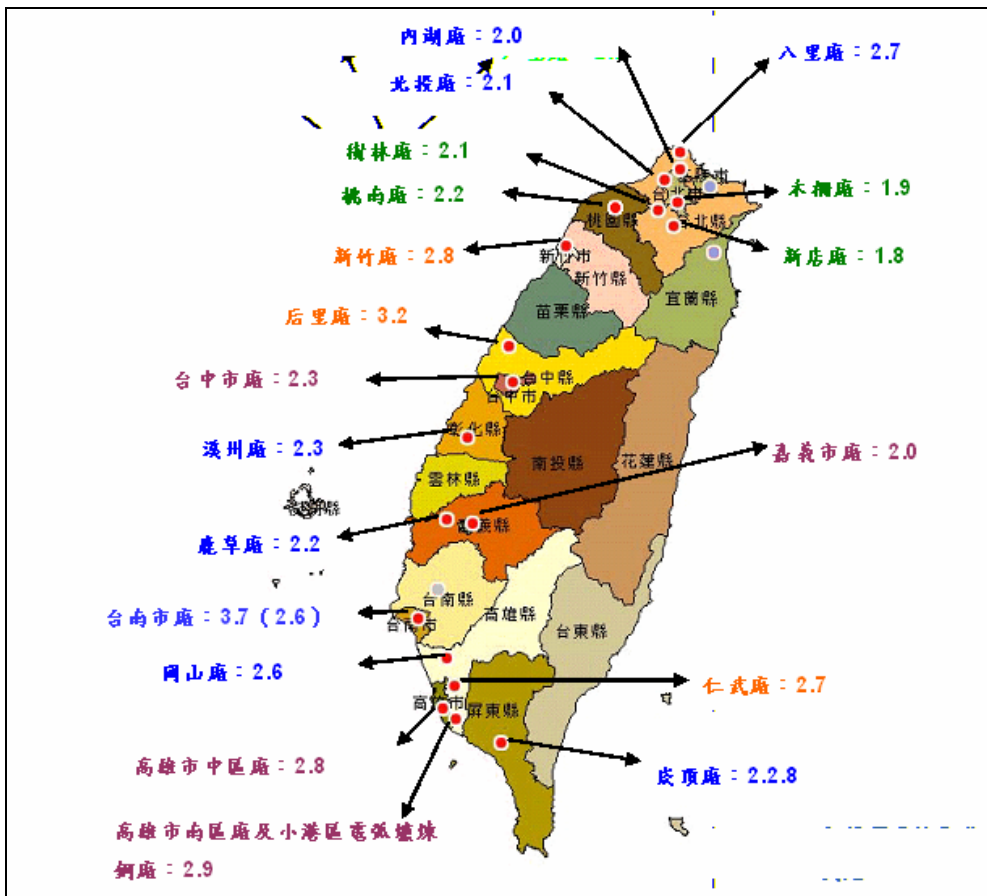 內湖廠：2.0
八里廠：2.7
北投廠：2.1
樹林廠：2.1
桃南廠：2.2
木柵廠：1.9
新竹廠：2.8
新店廠：1.8
桃園縣
新竹市
新竹縣
宜蘭縣
苗栗縣
后里廠：3.2
台中市廠：2.3
台中縣
台中市
彰化縣
溪州廠：2.3
南投縣
花蓮縣
嘉義市廠：2.0
雲林縣
鹿草廠：2.2
台南縣
台南市廠：3.7 (2.6)
高雄縣
台東縣
岡山廠：2.6
仁武廠：2.7
屏東縣
高雄市中區廠：2.8
崁頂廠：2.2.8
高雄市南區廠及小港區電弧爐煉
鋼廠：2.9